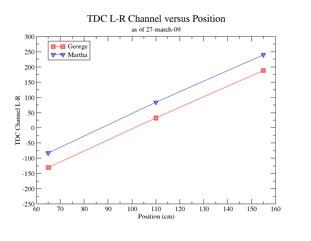 TDC L-R Channel versus Position
as of 27-march-09
George
Martha
300
250
200
150
100
50
0
-50
-100
-150
-200
-250
TDC Channel L-R
60 70 80 90 100 110 120 130 140 150 160
Position (cm)